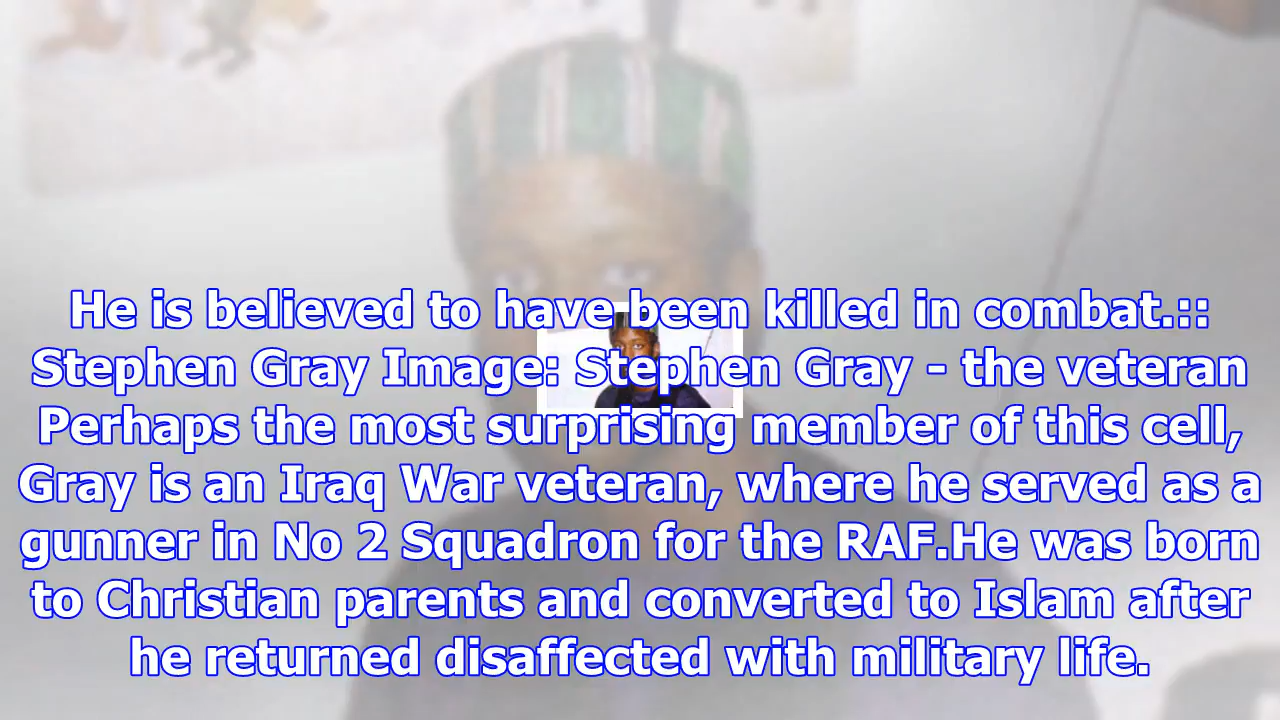 He is believed to have been killed in combat.::
Stephen Gray Image: Stephen Gray - the veteran
Perhaps the most surprising member of this cell,
Gray is an Iraq War veteran, where he served as a
gunner in No 2 Squadron for the RAF.He was born
to Christian parents and converted to Islam after
he returned disaffected with military life.